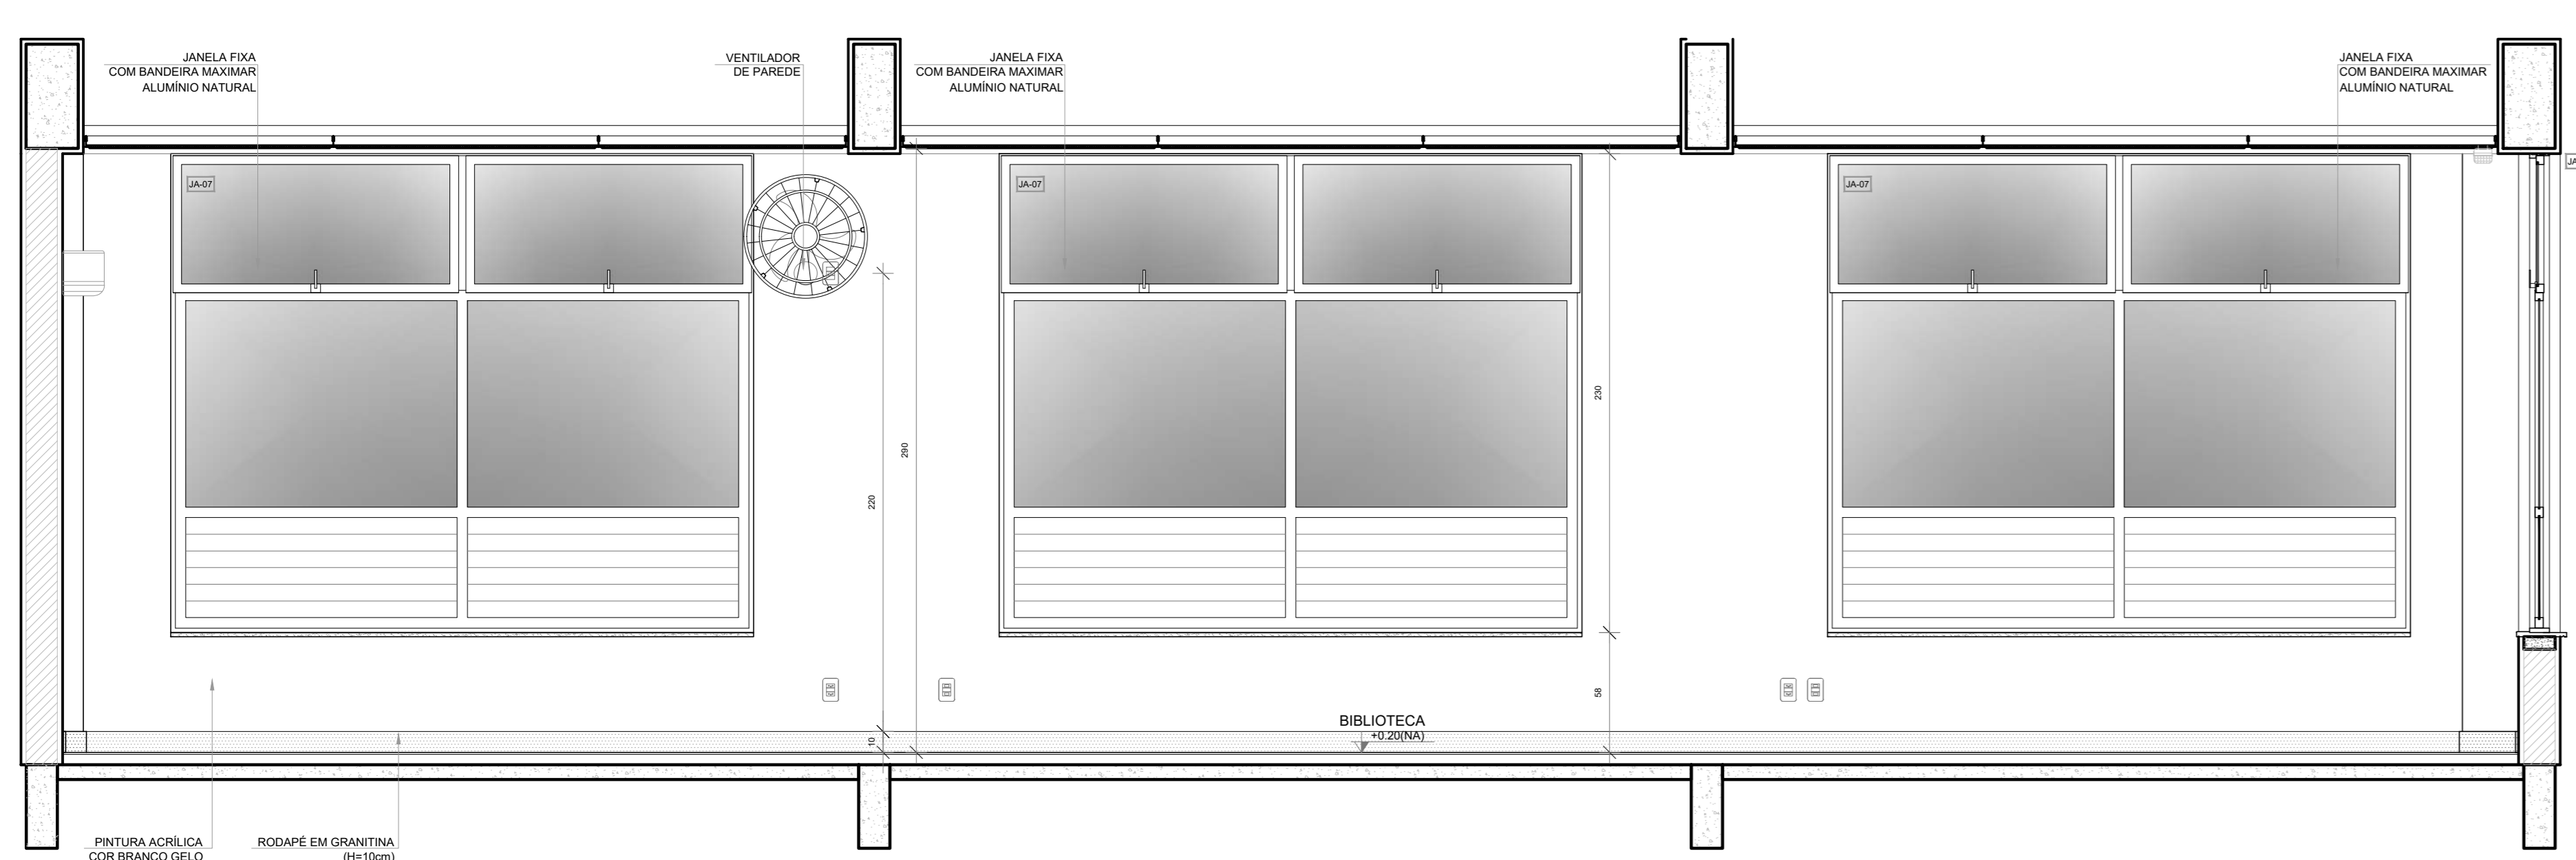 JANELA FIXA
COM BANDEIRA MAXIMAR
ALUMÍNIO NATURAL
VENTILADOR
DE PAREDE
JANELA FIXA
COM BANDEIRA MAXIMAR
ALUMÍNIO NATURAL
JANELA FIXA
COM BANDEIRA MAXIMAR
ALUMÍNIO NATURAL
JA-07
JA-07
JA-07
JA
230
290
220
58
10
BIBLIOTECA
+0.20(NA)
PINTURA ACRÍLICA
COR BRANCO GELO
RODAPÉ EM GRANITINA
(H=10cm)